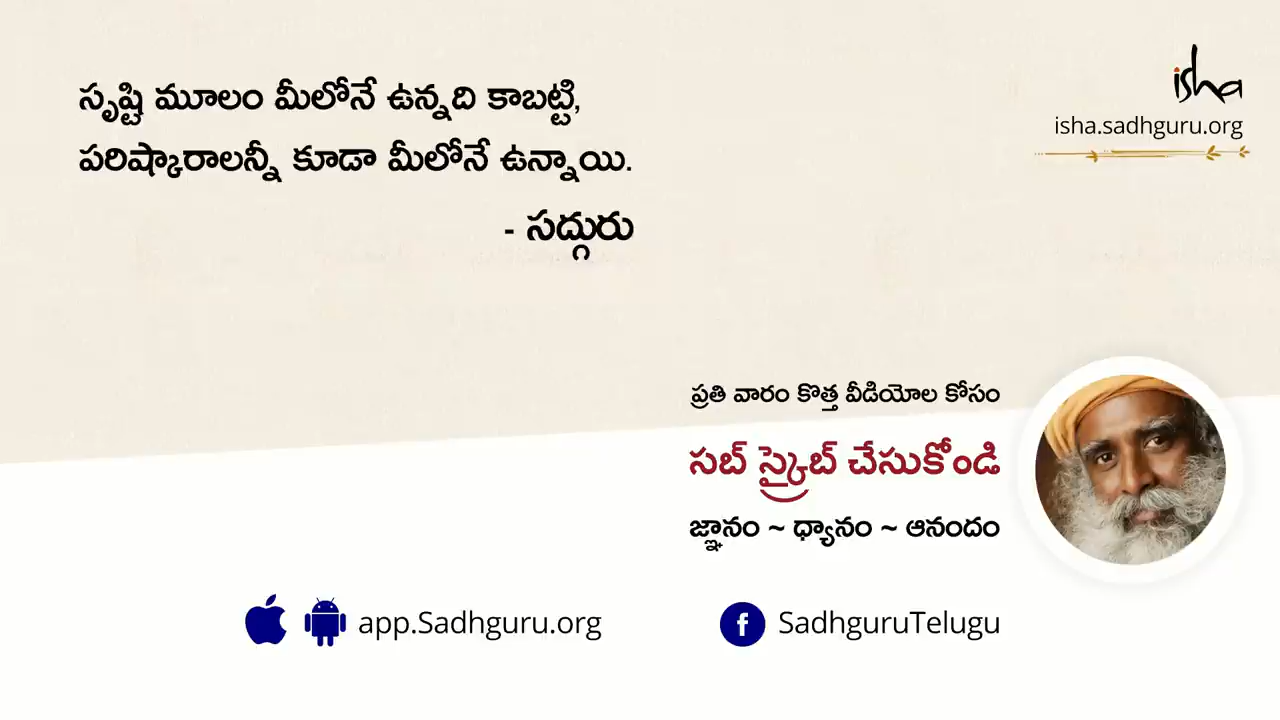 సృష్టి మూలం మీలోనే ఉన్నది కాబట్టి,
పరిష్కారాలన్నీ కూడా మీలోనే ఉన్నాయి.
- సద్గురు
isha
isha.sadhguru.org
ప్రతి వారం కొత్త వీడియోల కోసం
సబ్ స్క్రైబ్ చేసుకోండి
జ్ఞానం ~ ధ్యానం ~ ఆనందం
app.Sadhguru.org
f SadhguruTelugu